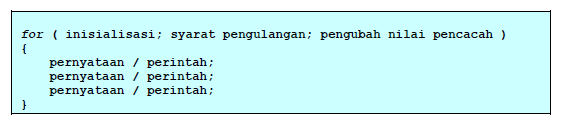 for ( inisialisasi; syarat pengulangan; pengubah nilai pencacah )
{
    pernyataan / perintah;
    pernyataan / perintah;
    pernyataan / perintah;
}